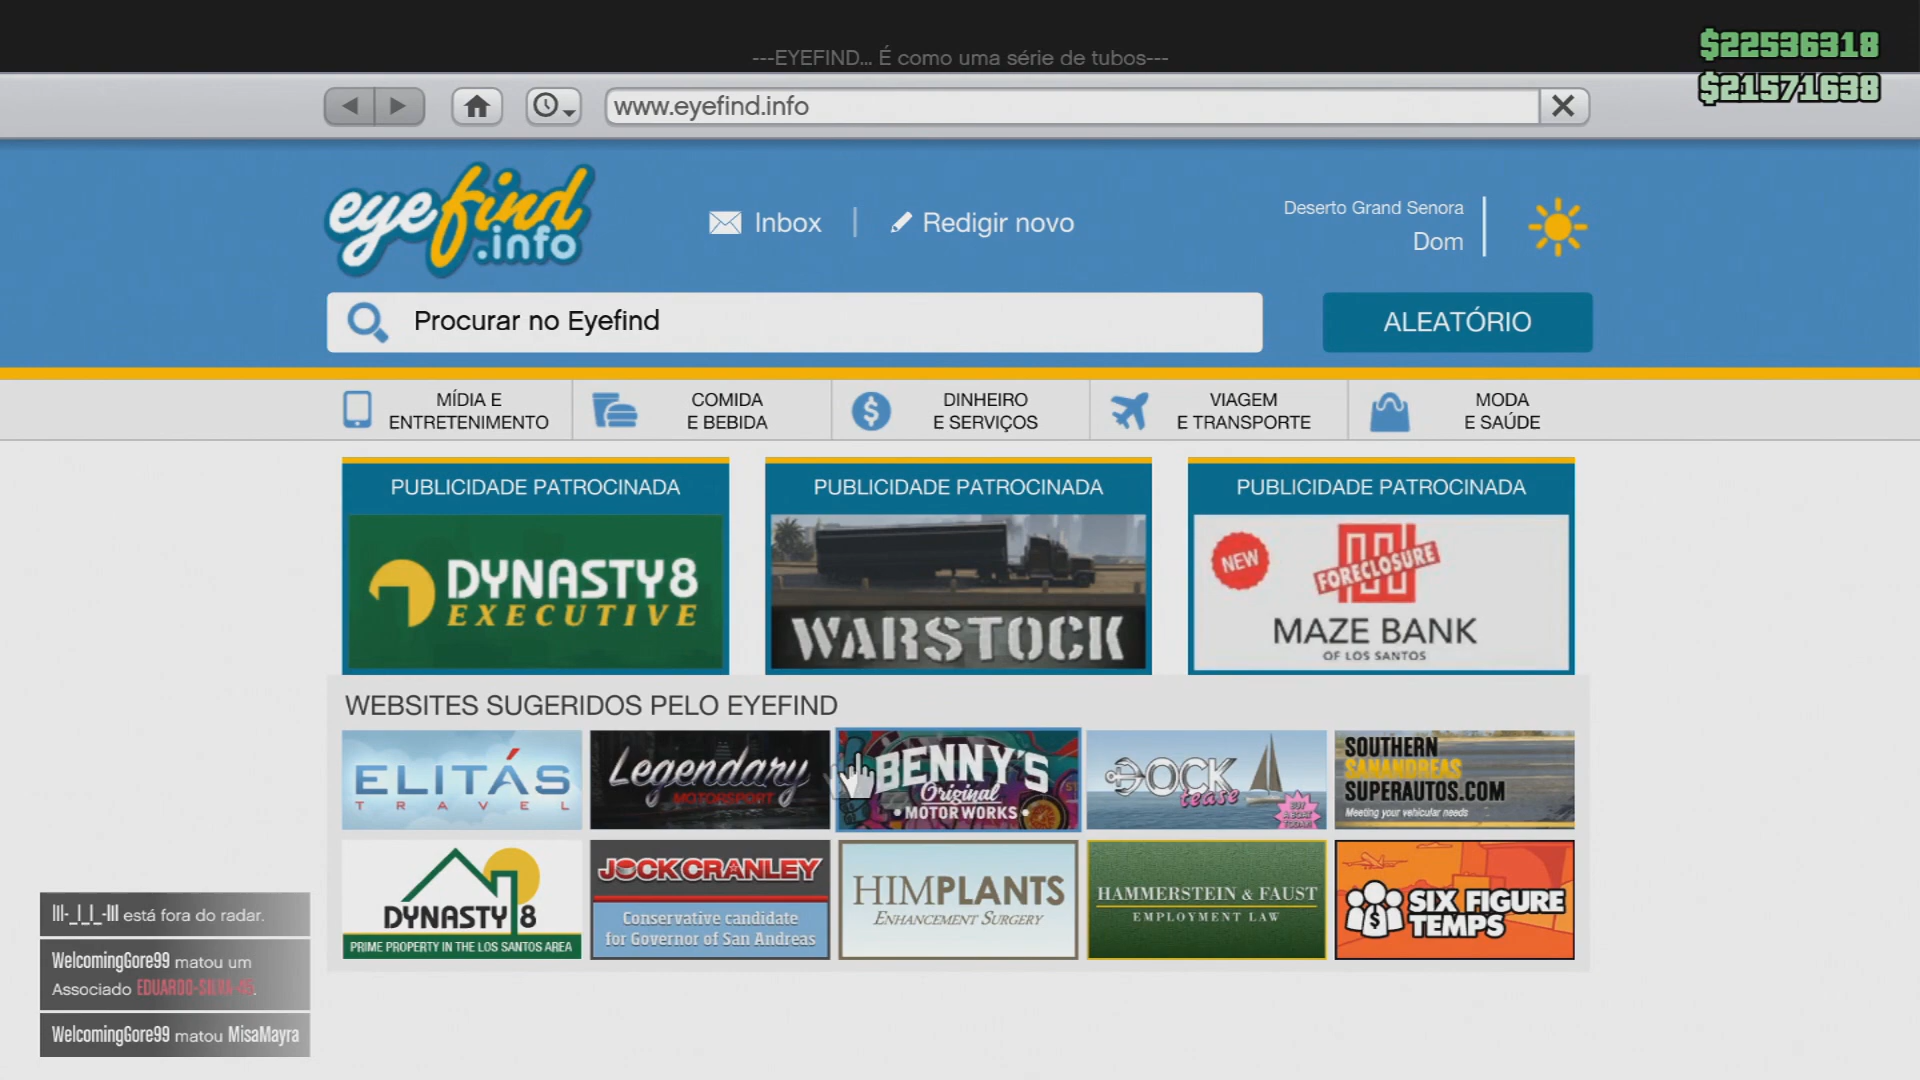 ---EYEFIND... É como uma série de tubos---
$22536318
$21571638
www.eyefind.info
eyefind
.info
Inbox
Redigir novo
Deserto Grand Senora
Dom
Procurar no Eyefind
ALEATÓRIO
MÍDIA E
ENTRETENIMENTO
COMIDA
E BEBIDA
DINHEIRO
E SERVIÇOS
VIAGEM
E TRANSPORTE
MODA
E SAÚDE
PUBLICIDADE PATROCINADA
DYNASTY8
EXECUTIVE
PUBLICIDADE PATROCINADA
WARSTOCK
PUBLICIDADE PATROCINADA
NEW
FORECLOSURE
MAZE BANK
OF LOS SANTOS
WEBSITES SUGERIDOS PELO EYEFIND
ELITÁS
TRAVEL
Legendary
MOTORSPORT
BENNY'S
Original
MOTORWORKS
DOCK
tease
BUY
A BOAT
TODAY!
SOUTHERN
SANANDREAS
SUPERAUTOS.COM
Meeting your vehicular needs
DYNASTY 8
PRIME PROPERTY IN THE LOS SANTOS AREA
JOCK CRANLEY
Conservative candidate
for Governor of San Andreas
HIMPLANTS
ENHANCEMENT SURGERY
HAMMERSTEIN & FAUST
EMPLOYMENT LAW
SIX FIGURE
TEMPS
está fora do radar.
WelcomingGore99 matou um
Associado
WelcomingGore99 matou MisaMayra